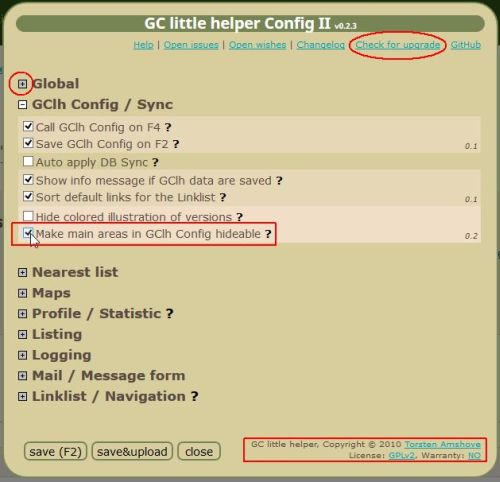 GC little helper Config II v0.2.3
Help | Open issues | Open wishes | Changelog | Check for upgrade | GitHub
Global
GClh Config / Sync
Call GClh Config on F4 ?
Save GClh Config on F2 ? 0.1
Auto apply DB Sync ?
Show info message if GClh data are saved ?
Sort default links for the Linklist ? 0.1
Hide colored illustration of versions ?
Make main areas in GClh Config hideable ? 0.2
Nearest list
Maps
Profile / Statistic ?
Listing
Logging
Mail / Message form
Linklist / Navigation ?
save (F2) save&upload close
GC little helper, Copyright © 2010 Torsten Amshove
License: GPLv2, Warranty: NO